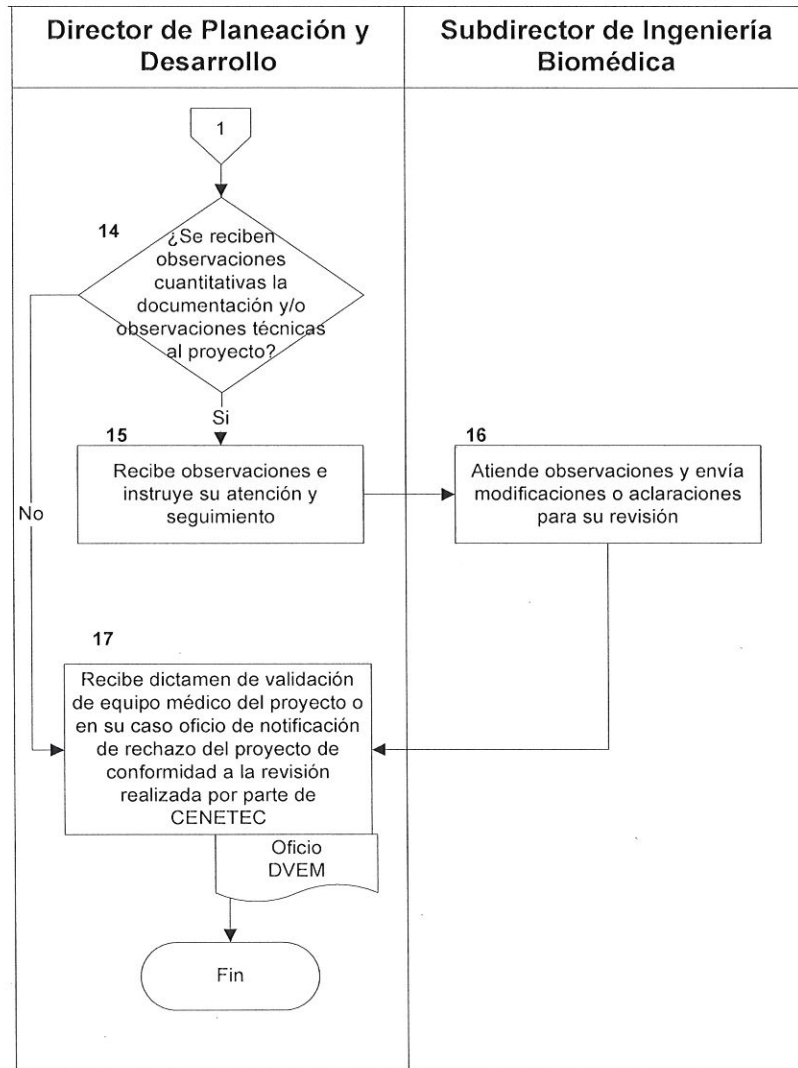 Director de Planeación y
Desarrollo
Subdirector de Ingeniería
Biomédica
1
14
¿Se reciben
observaciones
cuantitativas la
documentación y/o
observaciones técnicas
al proyecto?
Si
No
15
Recibe observaciones e
instruye su atención y
seguimiento
16
Atiende observaciones y envía
modificaciones o aclaraciones
para su revisión
17
Recibe dictamen de validación
de equipo médico del proyecto o
en su caso oficio de notificación
de rechazo del proyecto de
conformidad a la revisión
realizada por parte de
CENETEC
Oficio
DVEM
Fin